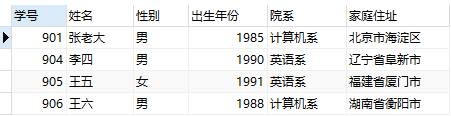 学号 姓名 性别 出生年份 院系 家庭住址
901 张老大 男 1985 计算机系 北京市海淀区
904 李四 男 1990 英语系 辽宁省阜新市
905 王五 女 1991 英语系 福建省厦门市
906 王六 男 1988 计算机系 湖南省衡阳市